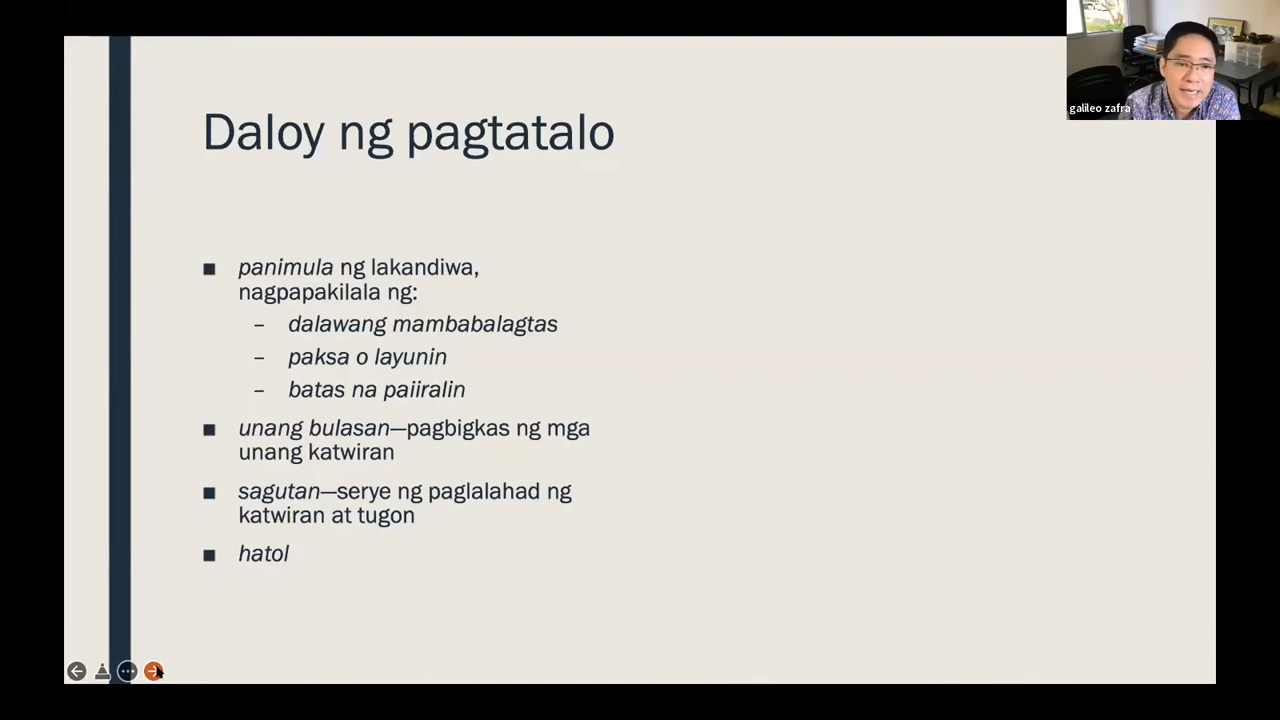 galileo zafra
Daloy ng pagtatalo
■ panimula ng lakandiwa,
nagpapakilala ng:
– dalawang mambabalagtas
– paksa o layunin
– batas na paiiralin
■ unang bulasan—pagbigkas ng mga
unang katwiran
■ sagutan—serye ng paglalahad ng
katwiran at tugon
■ hatol